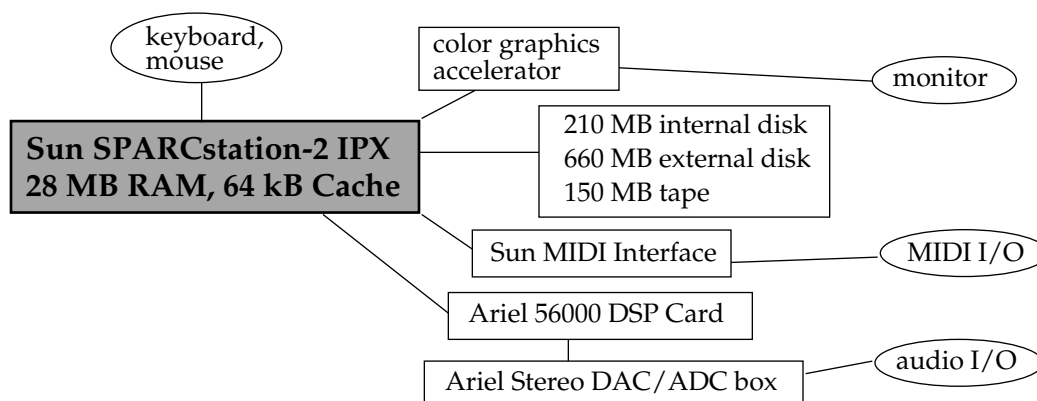 keyboard,
mouse
color graphics
accelerator
monitor
Sun SPARCstation-2 IPX
28 MB RAM, 64 kB Cache
210 MB internal disk
660 MB external disk
150 MB tape
Sun MIDI Interface
MIDI I/O
Ariel 56000 DSP Card
Ariel Stereo DAC/ADC box
audio I/O